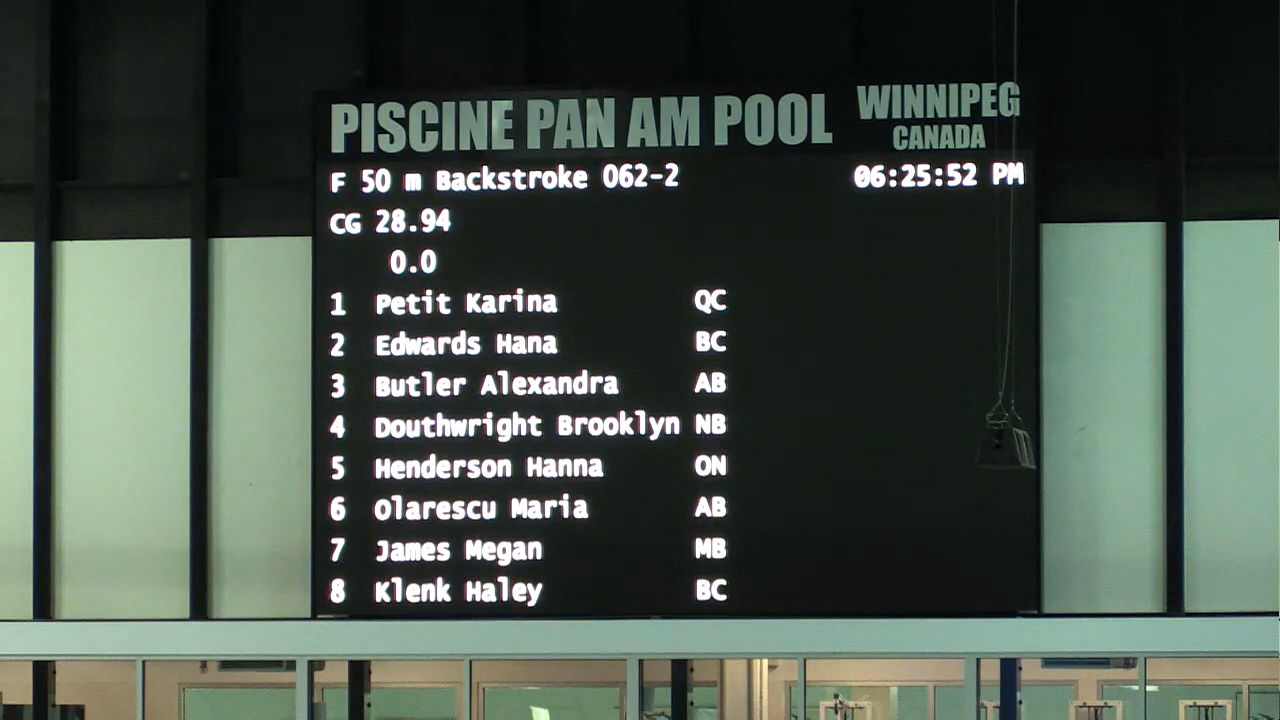 PISCINE PAN AM POOL WINNIPEG
CANADA
F 50 m Backstroke 062-2 06:25:52 PM
CG 28.94
0.0
1 Petit Karina QC
2 Edwards Hana BC
3 Butler Alexandra AB
4 Douthwright Brooklyn NB
5 Henderson Hanna ON
6 Olarescu Maria AB
7 James Megan MB
8 Klenk Haley BC